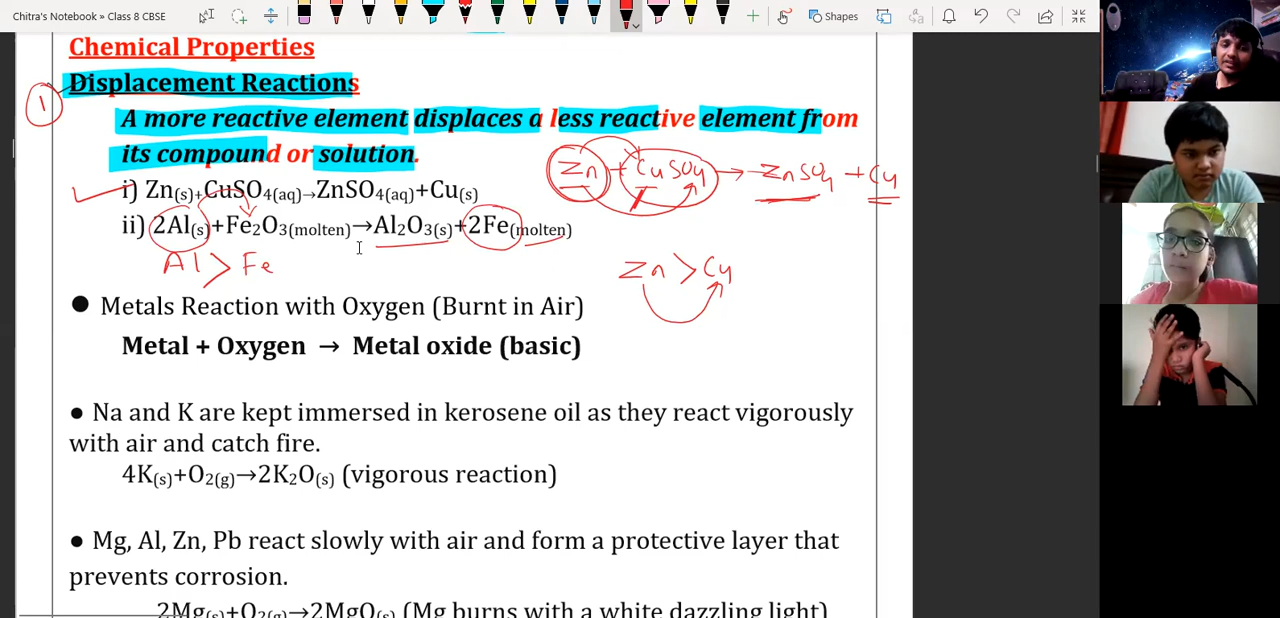 Chitra's Notebook » Class 8 CBSE
Shapes
Chemical Properties
1
Displacement Reactions
A more reactive element displaces a less reactive element from
its compound or solution.
Zn + CuSO4 → ZnSO4 + Cu
i) Zn(s)+CuSO4(aq)→ZnSO4(aq)+Cu(s)
ii) 2Al(s)+Fe2O3(molten)→Al2O3(s)+2Fe(molten)
Al > Fe
Zn > Cu
● Metals Reaction with Oxygen (Burnt in Air)
Metal + Oxygen → Metal oxide (basic)
● Na and K are kept immersed in kerosene oil as they react vigorously
with air and catch fire.
4K(s)+O2(g)→2K2O(s) (vigorous reaction)
● Mg, Al, Zn, Pb react slowly with air and form a protective layer that
prevents corrosion.
2Mg(s)+O2(g)→2MgO(s) (Mg burns with a white dazzling light)